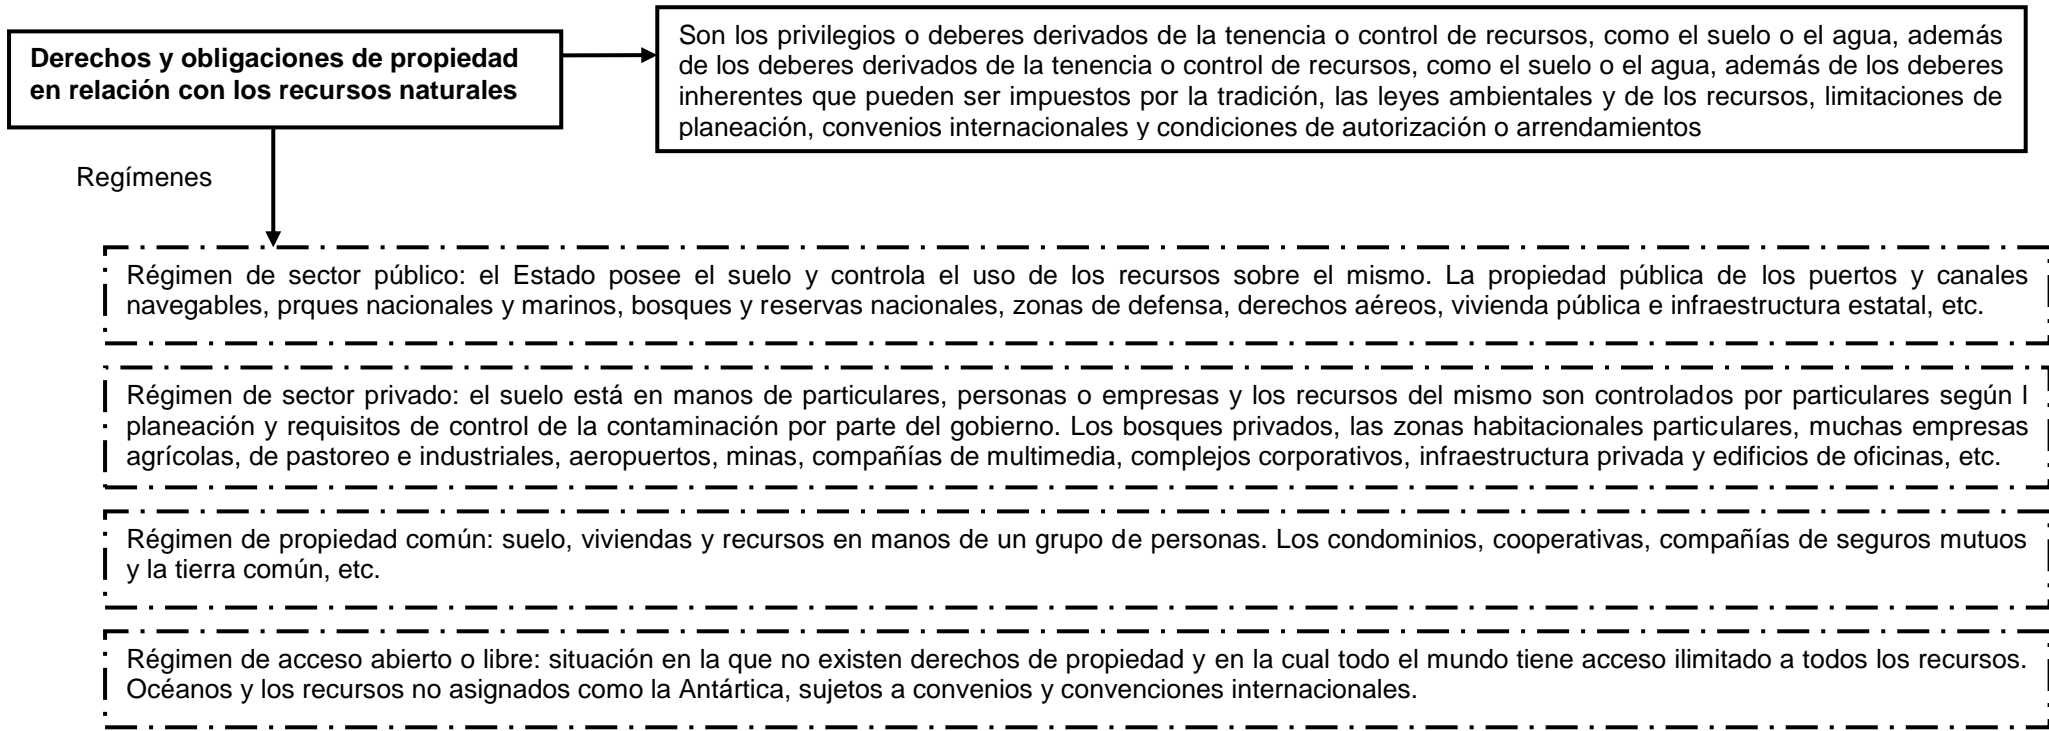 Derechos y obligaciones de propiedad
en relación con los recursos naturales
Son los privilegios o deberes derivados de la tenencia o control de recursos, como el suelo o el agua, además
de los deberes derivados de la tenencia o control de recursos, como el suelo o el agua, además de los deberes
inherentes que pueden ser impuestos por la tradición, las leyes ambientales y de los recursos, limitaciones de
planeación, convenios internacionales y condiciones de autorización o arrendamientos
Regímenes
Régimen de sector público: el Estado posee el suelo y controla el uso de los recursos sobre el mismo. La propiedad pública de los puertos y canales
navegables, prques nacionales y marinos, bosques y reservas nacionales, zonas de defensa, derechos aéreos, vivienda pública e infraestructura estatal, etc.
Régimen de sector privado: el suelo está en manos de particulares, personas o empresas y los recursos del mismo son controlados por particulares según l
planeación y requisitos de control de la contaminación por parte del gobierno. Los bosques privados, las zonas habitacionales particulares, muchas empresas
agrícolas, de pastoreo e industriales, aeropuertos, minas, compañías de multimedia, complejos corporativos, infraestructura privada y edificios de oficinas, etc.
Régimen de propiedad común: suelo, viviendas y recursos en manos de un grupo de personas. Los condominios, cooperativas, compañías de seguros mutuos
y la tierra común, etc.
Régimen de acceso abierto o libre: situación en la que no existen derechos de propiedad y en la cual todo el mundo tiene acceso ilimitado a todos los recursos.
Océanos y los recursos no asignados como la Antártica, sujetos a convenios y convenciones internacionales.